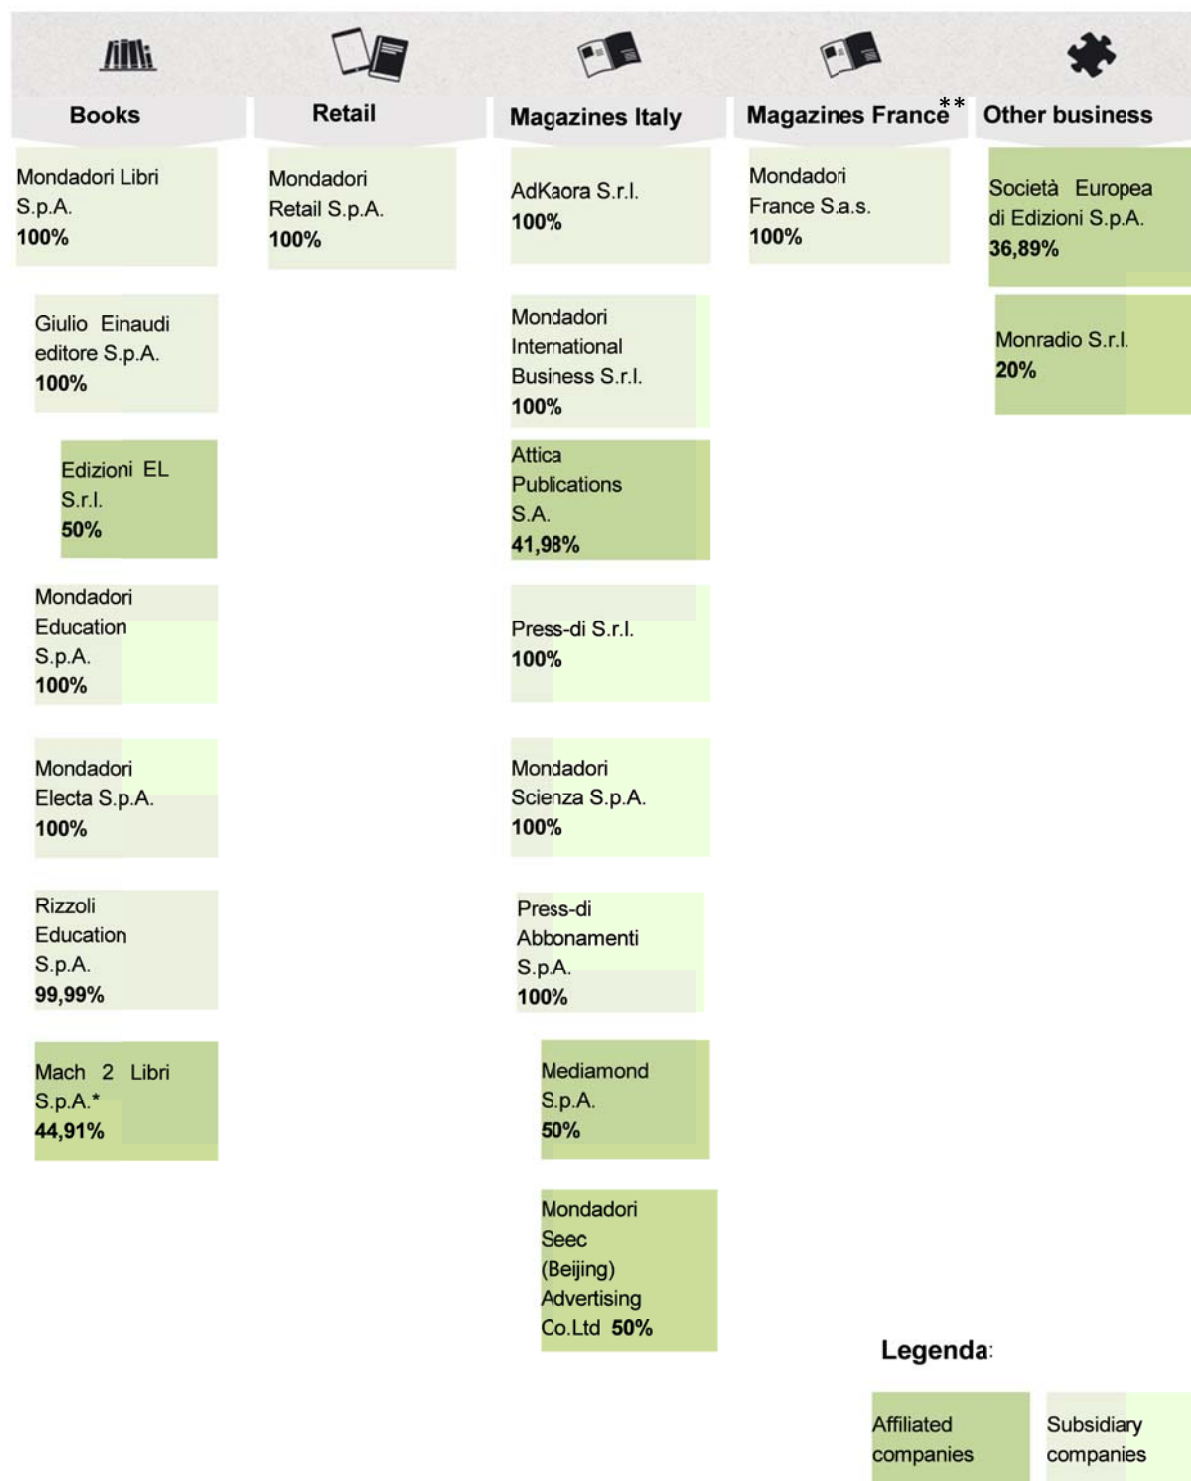 Books
Retail
Magazines Italy
Magazines France**
Other business
Mondadori Libri
S.p.A.
100%
Giulio Einaudi
editore S.p.A.
100%
Edizioni EL
S.r.l.
50%
Mondadori
Education
S.p.A.
100%
Mondadori
Electa S.p.A.
100%
Rizzoli
Education
S.p.A.
99,99%
Mach 2 Libri
S.p.A.*
44,91%
Mondadori
Retail S.p.A.
100%
AdKaora S.r.l.
100%
Mondadori
International
Business S.r.l.
100%
Attica
Publications
S.A.
41,98%
Press-di S.r.l.
100%
Mondadori
Scienza S.p.A.
100%
Press-di
Abbonamenti
S.p.A.
100%
Mediamond
S.p.A.
50%
Mondadori
Seec
(Beijing)
Advertising
Co.Ltd 50%
Mondadori
France S.a.s.
100%
Società Europea
di Edizioni S.p.A.
36,89%
Monradio S.r.l.
20%
Legenda:
Affiliated
companies
Subsidiary
companies